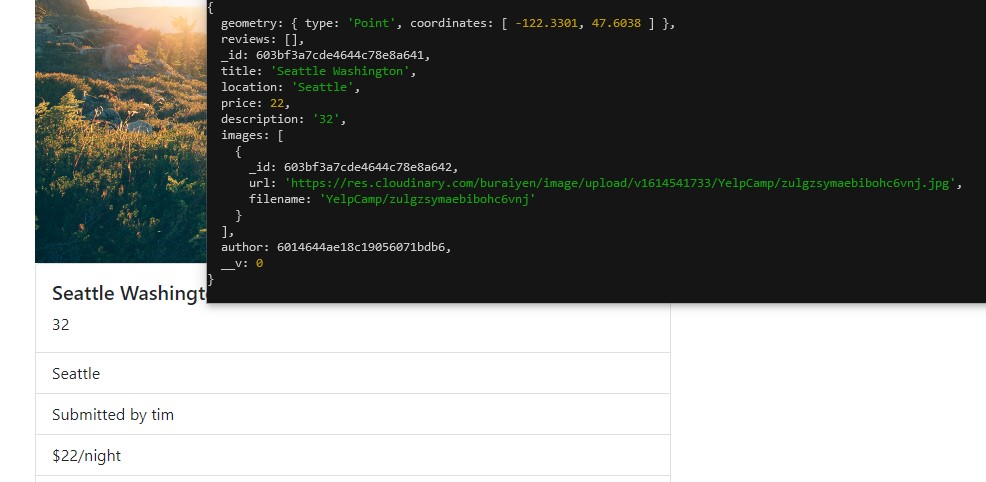 {
geometry: { type: 'Point', coordinates: [ -122.3301, 47.6038 ] },
reviews: [],
_id: 603bf3a7cde4644c78e8a641,
title: 'Seattle Washington',
location: 'Seattle',
price: 22,
description: '32',
images: [
{
_id: 603bf3a7cde4644c78e8a642,
url: 'https://res.cloudinary.com/buraiyen/image/upload/v1614541733/YelpCamp/zulgzsymaebibohc6vnj.jpg',
filename: 'YelpCamp/zulgzsymaebibohc6vnj'
}
],
author: 6014644ae18c19056071bdb6,
__v: 0
}
Seattle Washingt
32
Seattle
Submitted by tim
$22/night